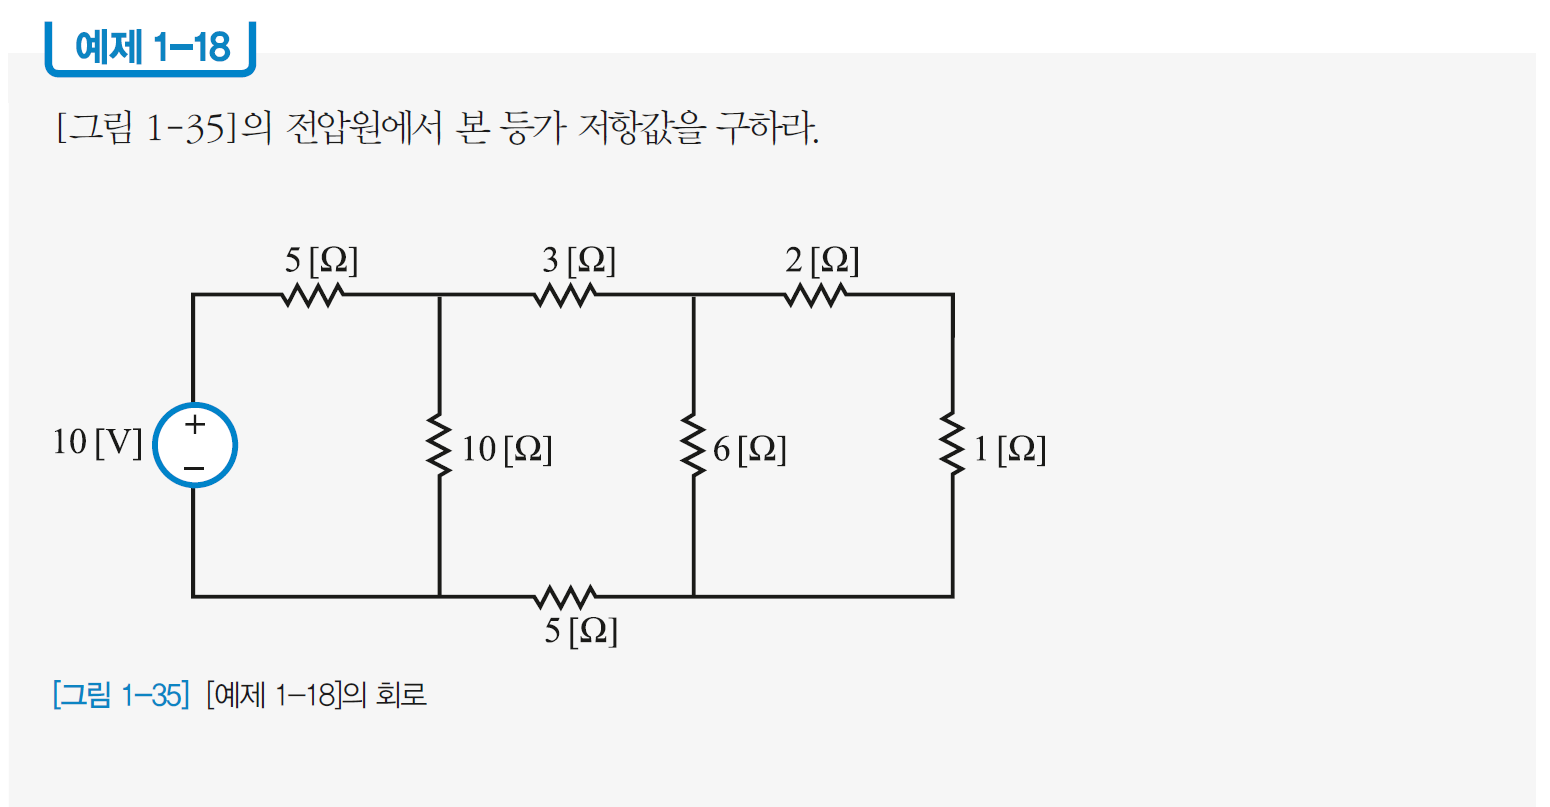 예제 1-18
[그림 1-35]의 전압원에서 본 등가 저항값을 구하라.
5 [Ω] 3 [Ω] 2 [Ω]
10 [V] + − 10 [Ω] 6 [Ω] 1 [Ω]
5 [Ω]
[그림 1-35] [예제 1-18]의 회로